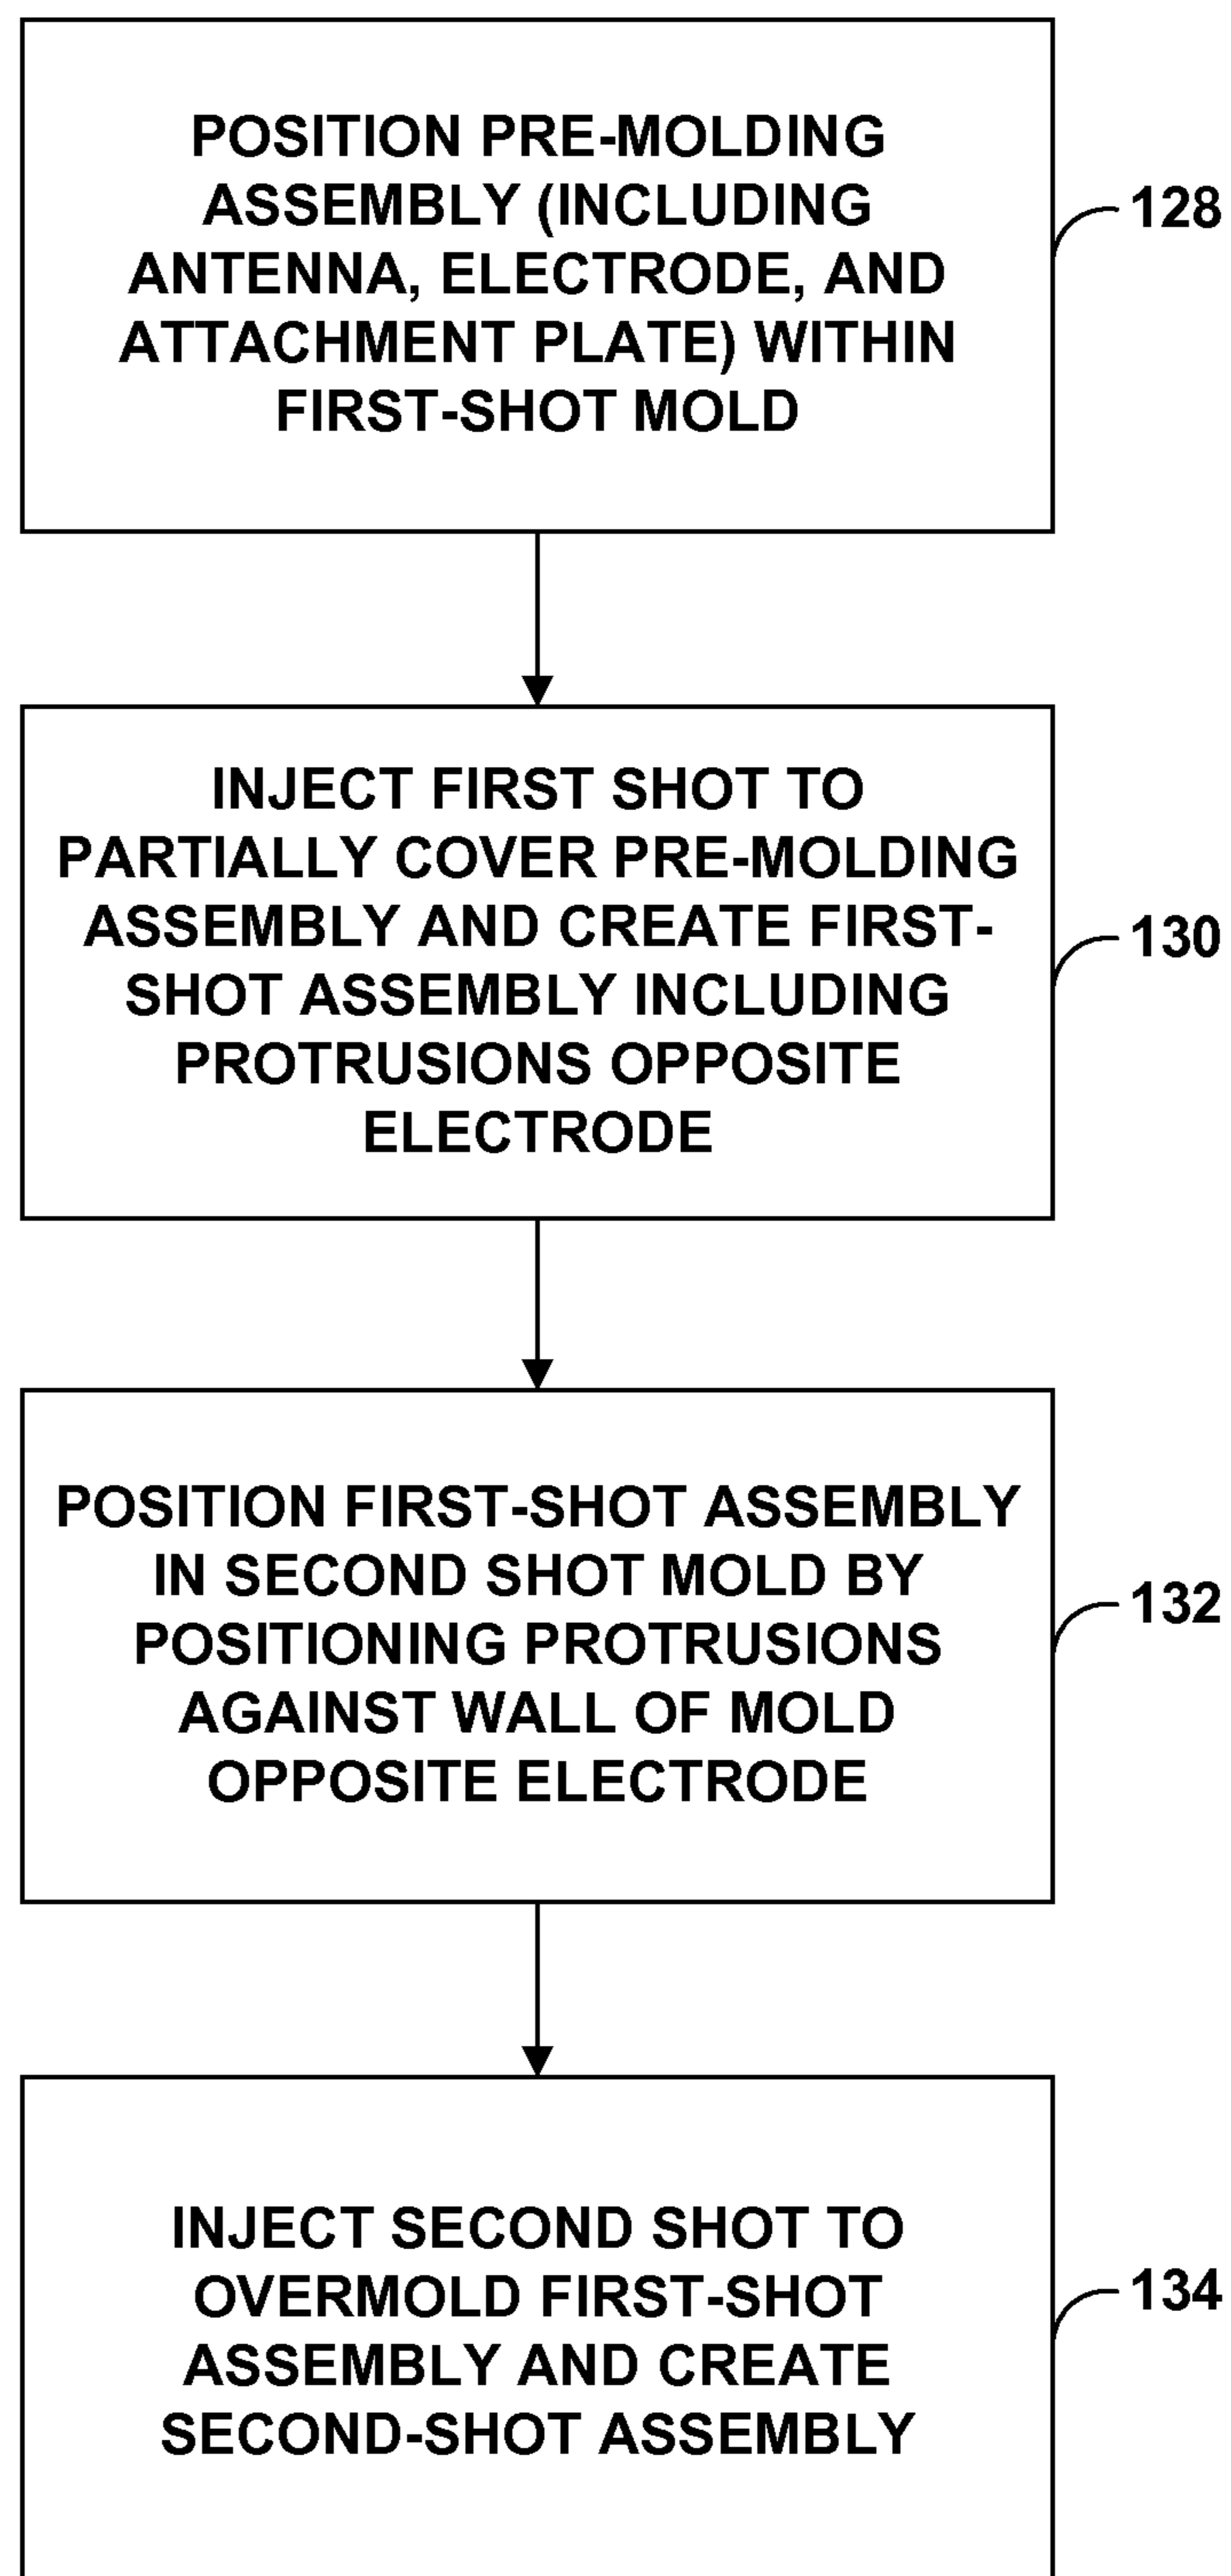 POSITION PRE-MOLDING
ASSEMBLY (INCLUDING
ANTENNA, ELECTRODE, AND
ATTACHMENT PLATE) WITHIN
FIRST-SHOT MOLD
128
INJECT FIRST SHOT TO
PARTIALLY COVER PRE-MOLDING
ASSEMBLY AND CREATE FIRST-
SHOT ASSEMBLY INCLUDING
PROTRUSIONS OPPOSITE
ELECTRODE
130
POSITION FIRST-SHOT ASSEMBLY
IN SECOND SHOT MOLD BY
POSITIONING PROTRUSIONS
AGAINST WALL OF MOLD
OPPOSITE ELECTRODE
132
INJECT SECOND SHOT TO
OVERMOLD FIRST-SHOT
ASSEMBLY AND CREATE
SECOND-SHOT ASSEMBLY
134